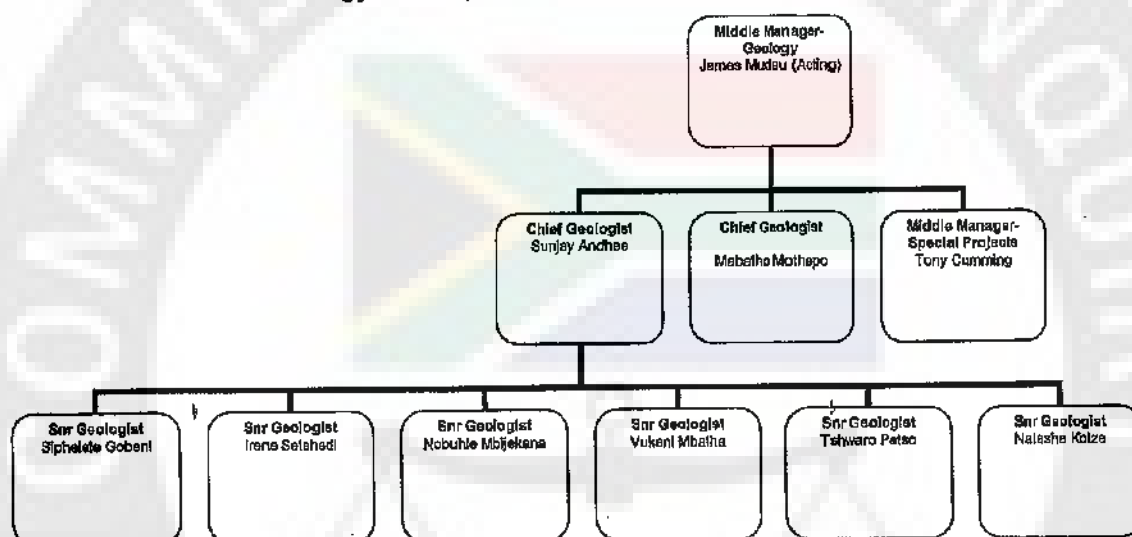 Middle Manager-
Geology
James Mudau (Acting)
Chief Geologist
Sunjay Andhee
Chief Geologist
Mabatho Mothapo
Middle Manager-
Special Projects
Tony Cumming
Snr Geologist
Siphelele Gobeni
Snr Geologist
Irene Selahedi
Snr Geologist
Nobuhle Mbijekana
Snr Geologist
Vukeni Mbatha
Snr Geologist
Tshwaro Petso
Snr Geologist
Natasha Kotze